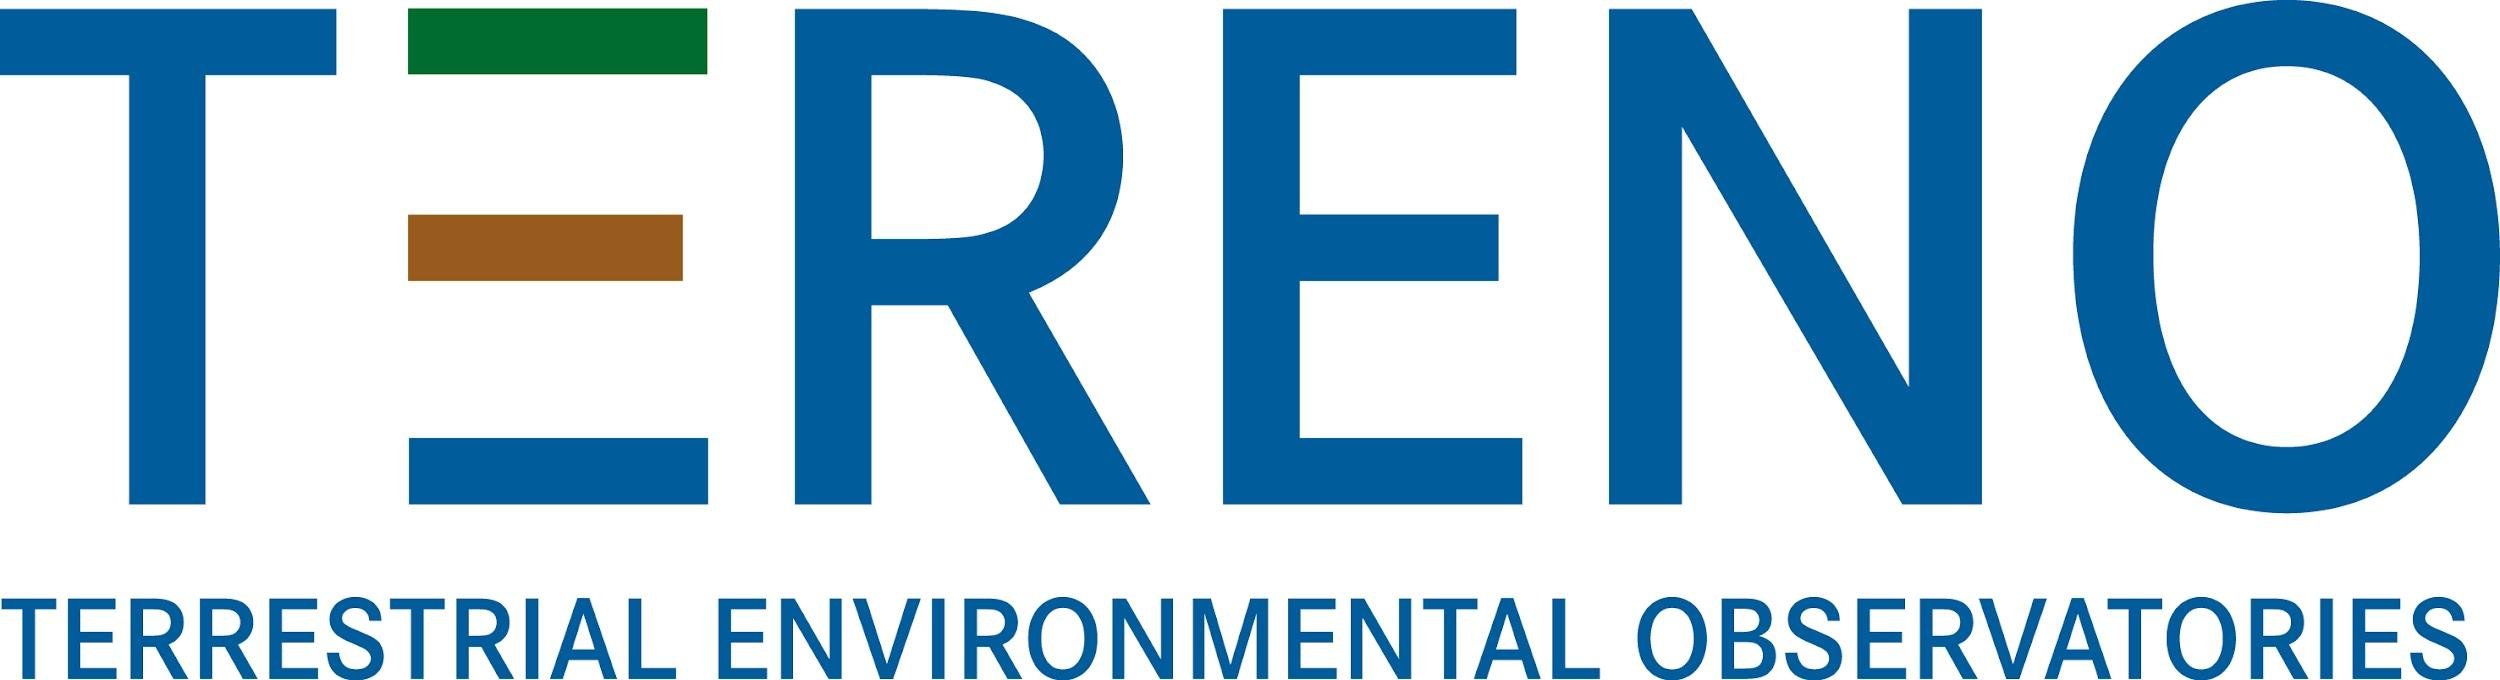 TERENO
TERRESTRIAL ENVIRONMENTAL OBSERVATORIES